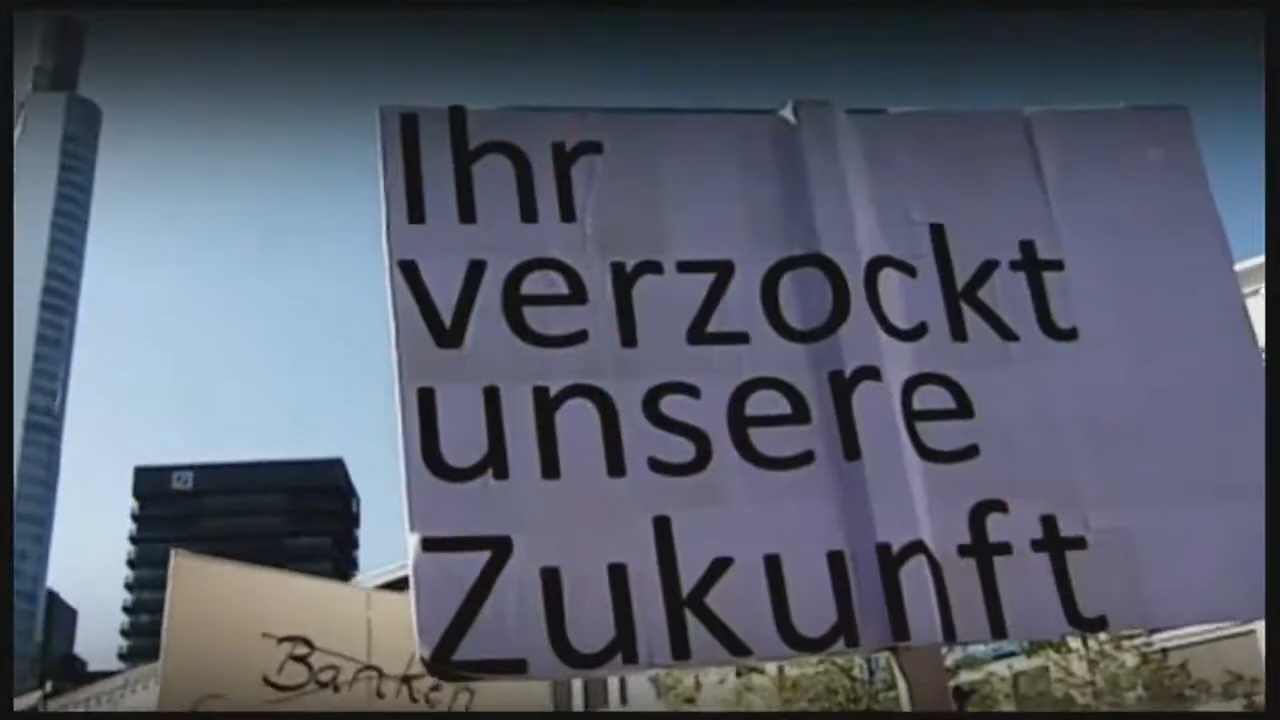 Ihr
verzockt
unsere
Zukunft
Banken